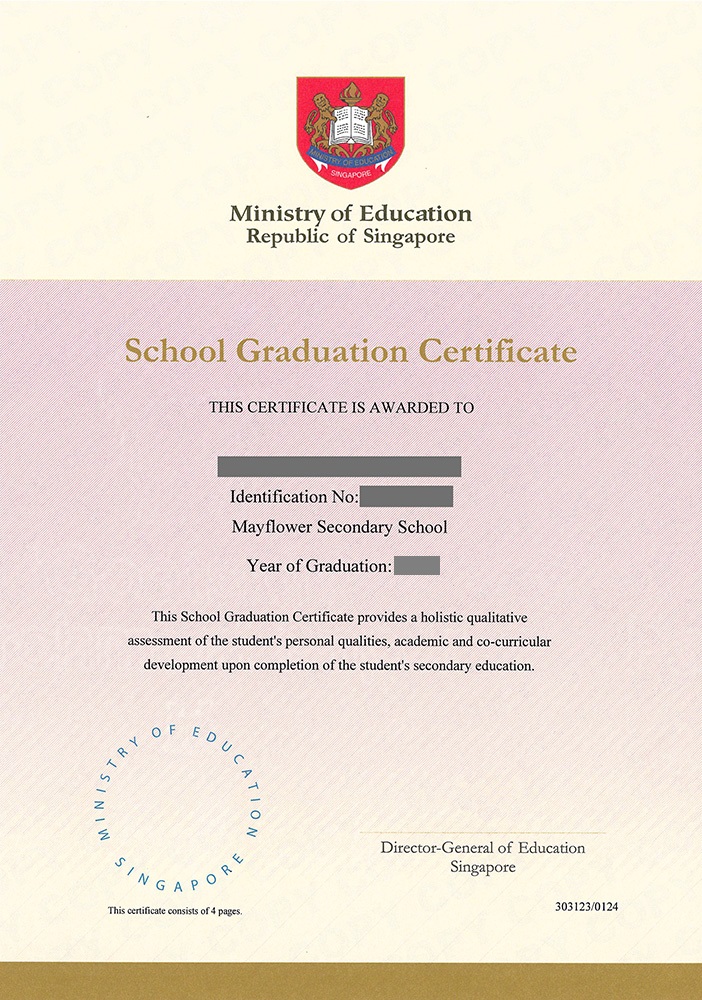 MINISTRY OF EDUCATION
SINGAPORE
Ministry of Education
Republic of Singapore
School Graduation Certificate
THIS CERTIFICATE IS AWARDED TO
Identification No:
Mayflower Secondary School
Year of Graduation:
This School Graduation Certificate provides a holistic qualitative
assessment of the student's personal qualities, academic and co-curricular
development upon completion of the student's secondary education.
MINISTRY OF EDUCATION
SINGAPORE
Director-General of Education
Singapore
This certificate consists of 4 pages.
303123/0124